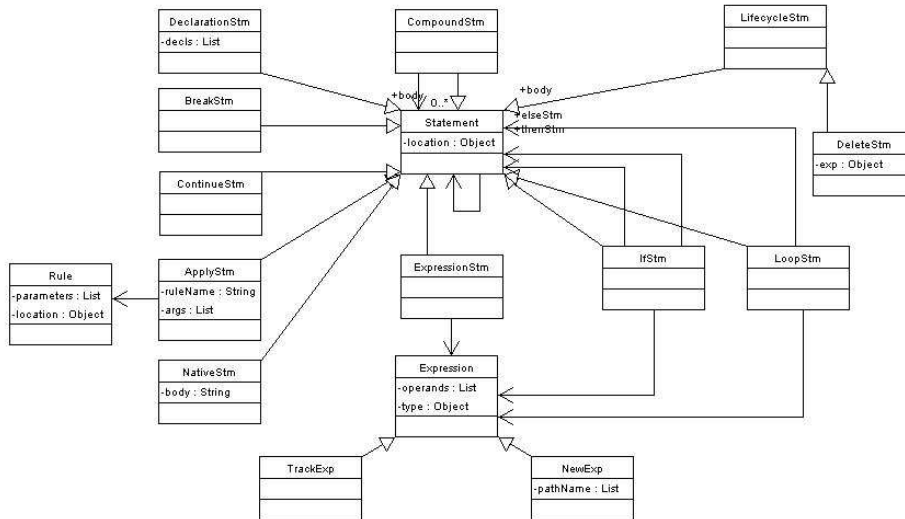 DeclarationStm
-decls : List
CompoundStm
LifecycleStm
BreakStm
+body
0..*
+body
Statement
-location : Object
+elseStm
+thenStm
DeleteStm
-exp : Object
ContinueStm
Rule
-parameters : List
-location : Object
ApplyStm
-ruleName : String
-args : List
ExpressionStm
IfStm
LoopStm
NativeStm
-body : String
Expression
-operands : List
-type : Object
TrackExp
NewExp
-pathName : List